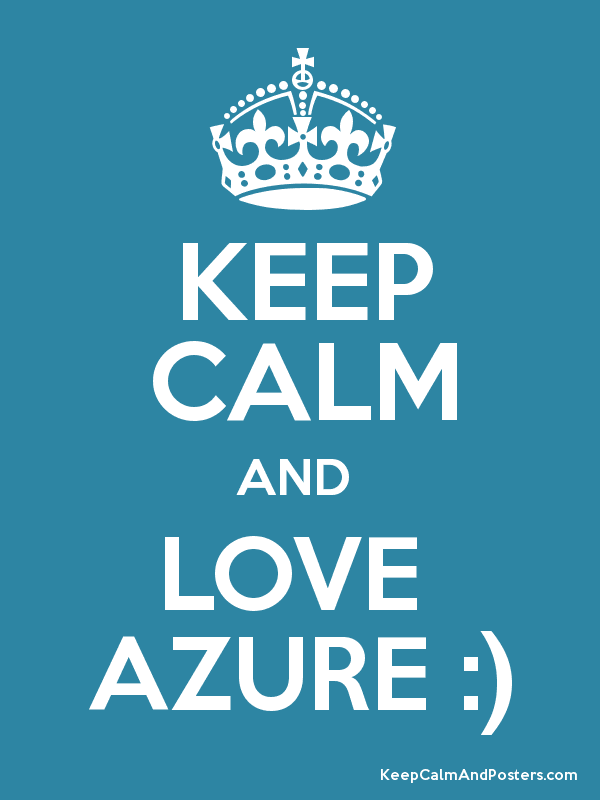 KEEP
CALM
AND
LOVE
AZURE :)
KeepCalmAndPosters.com